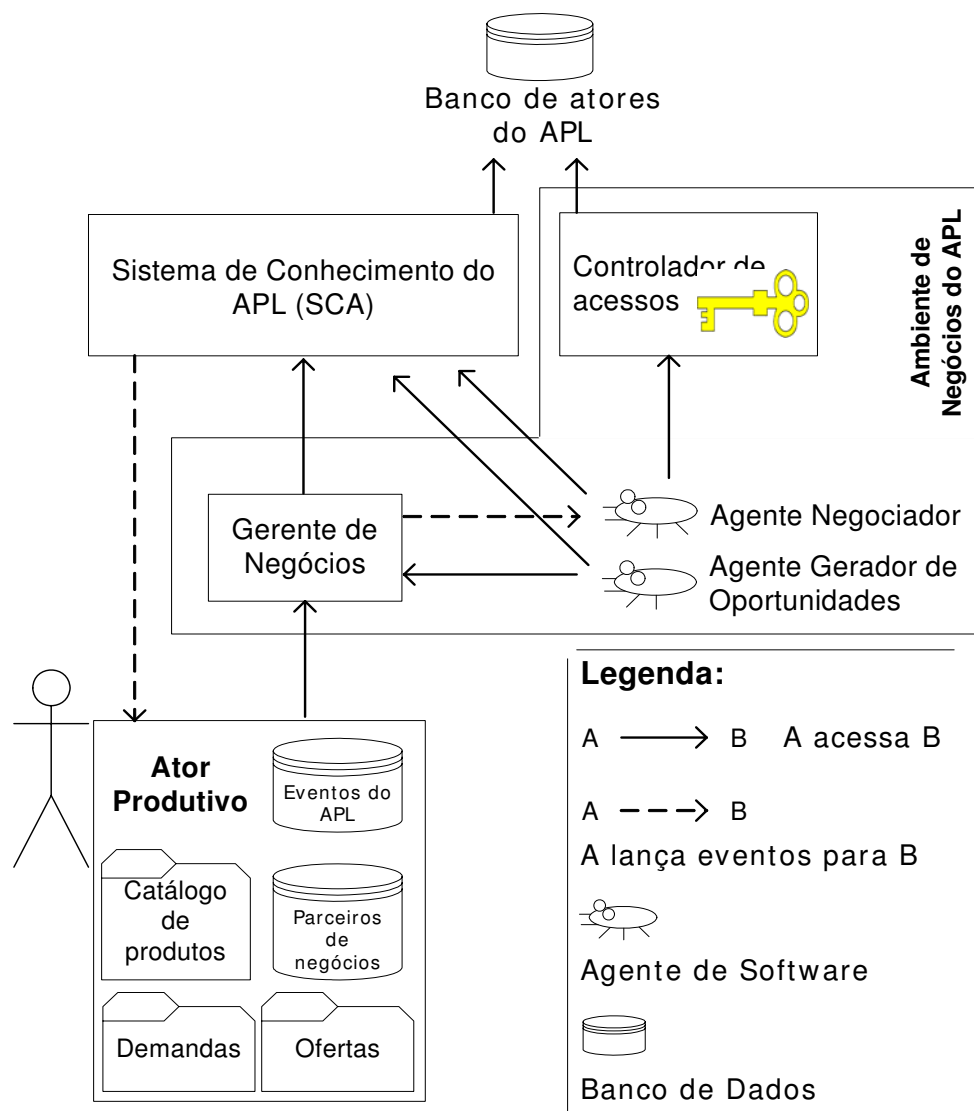 Banco de atores
do APL
Sistema de Conhecimento do
APL (SCA)
Controlador de
acessos
Ambiente de
Negócios do APL
Gerente de
Negócios
Agente Negociador
Agente Gerador de
Oportunidades
Ator
Produtivo
Eventos do
APL
Catálogo
de
produtos
Parceiros
de
negócios
Demandas
Ofertas
Legenda:
A B A acessa B
A B
A lança eventos para B
Agente de Software
Banco de Dados